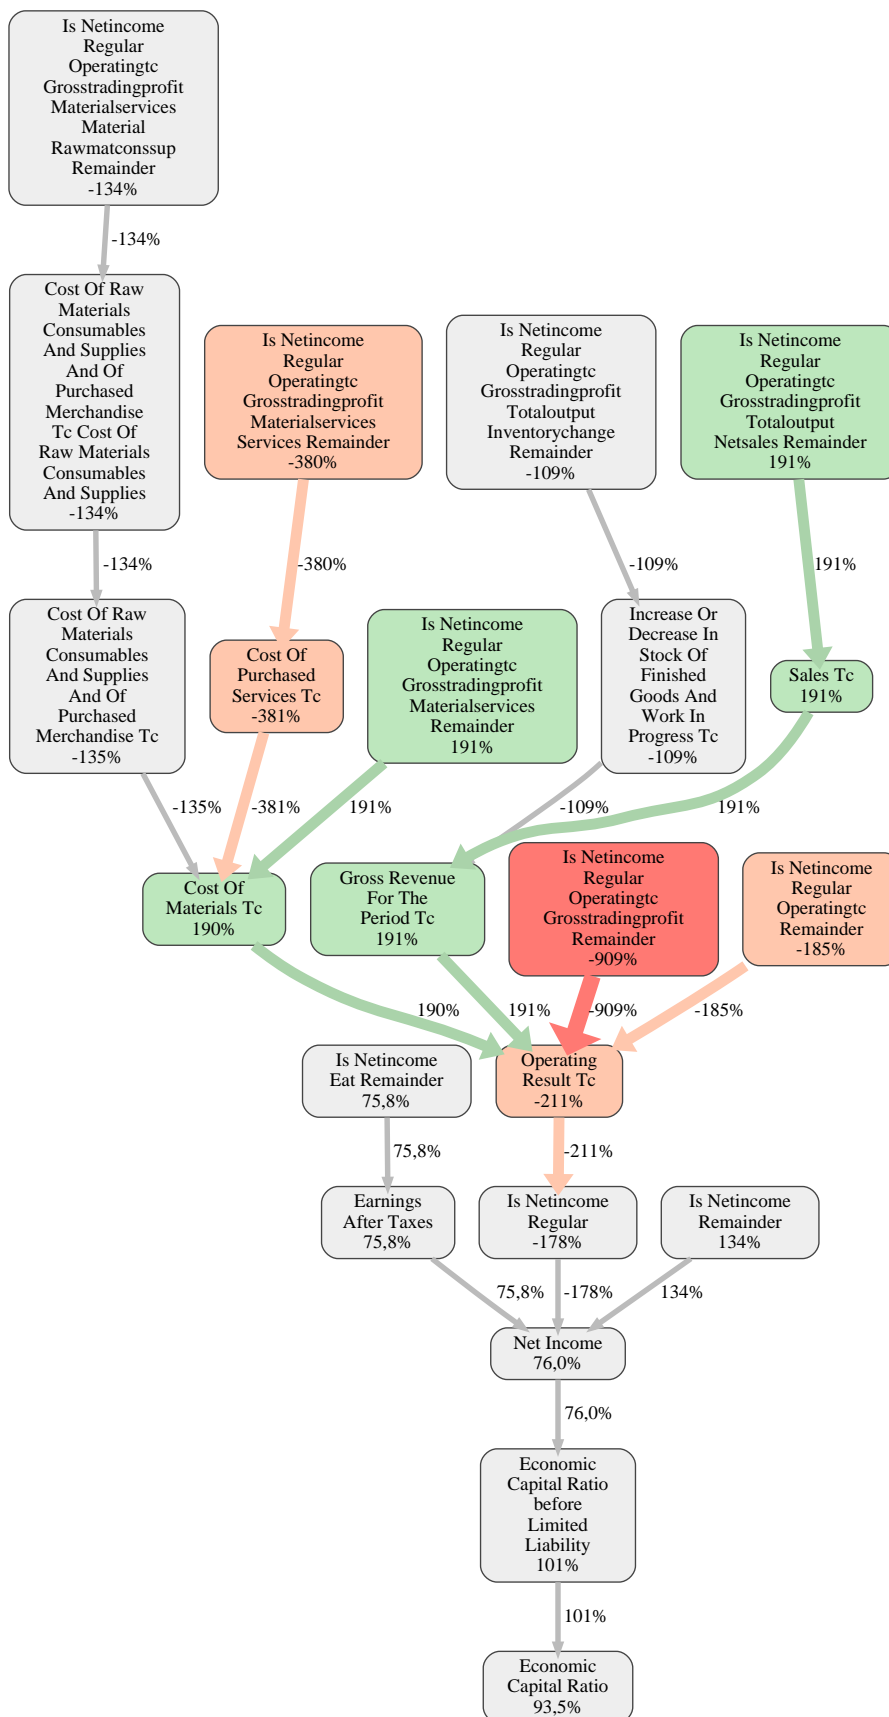 Is Netincome
Regular
Operatingtc
Grosstradingprofit
Materialservices
Material
Rawmatconssup
Remainder
-134%
-134%
Cost Of Raw
Materials
Consumables
And Supplies
And Of
Purchased
Merchandise
Tc Cost Of
Raw Materials
Consumables
And Supplies
-134%
Is Netincome
Regular
Operatingtc
Grosstradingprofit
Materialservices
Services Remainder
-380%
Is Netincome
Regular
Operatingtc
Grosstradingprofit
Totaloutput
Inventorychange
Remainder
-109%
Is Netincome
Regular
Operatingtc
Grosstradingprofit
Totaloutput
Netsales Remainder
191%
-134%
-380%
-109%
191%
Cost Of Raw
Materials
Consumables
And Supplies
And Of
Purchased
Merchandise Tc
-135%
Cost Of
Purchased
Services Tc
-381%
Is Netincome
Regular
Operatingtc
Grosstradingprofit
Materialservices
Remainder
191%
Increase Or
Decrease In
Stock Of
Finished
Goods And
Work In
Progress Tc
-109%
Sales Tc
191%
-135%
-381%
191%
-109%
191%
Cost Of
Materials Tc
190%
Gross Revenue
For The
Period Tc
191%
Is Netincome
Regular
Operatingtc
Grosstradingprofit
Remainder
-909%
Is Netincome
Regular
Operatingtc
Remainder
-185%
190%
191%
-909%
-185%
Is Netincome
Eat Remainder
75,8%
Operating
Result Tc
-211%
75,8%
-211%
Earnings
After Taxes
75,8%
Is Netincome
Regular
-178%
Is Netincome
Remainder
134%
75,8%
-178%
134%
Net Income
76,0%
76,0%
Economic
Capital Ratio
before
Limited
Liability
101%
101%
Economic
Capital Ratio
93,5%